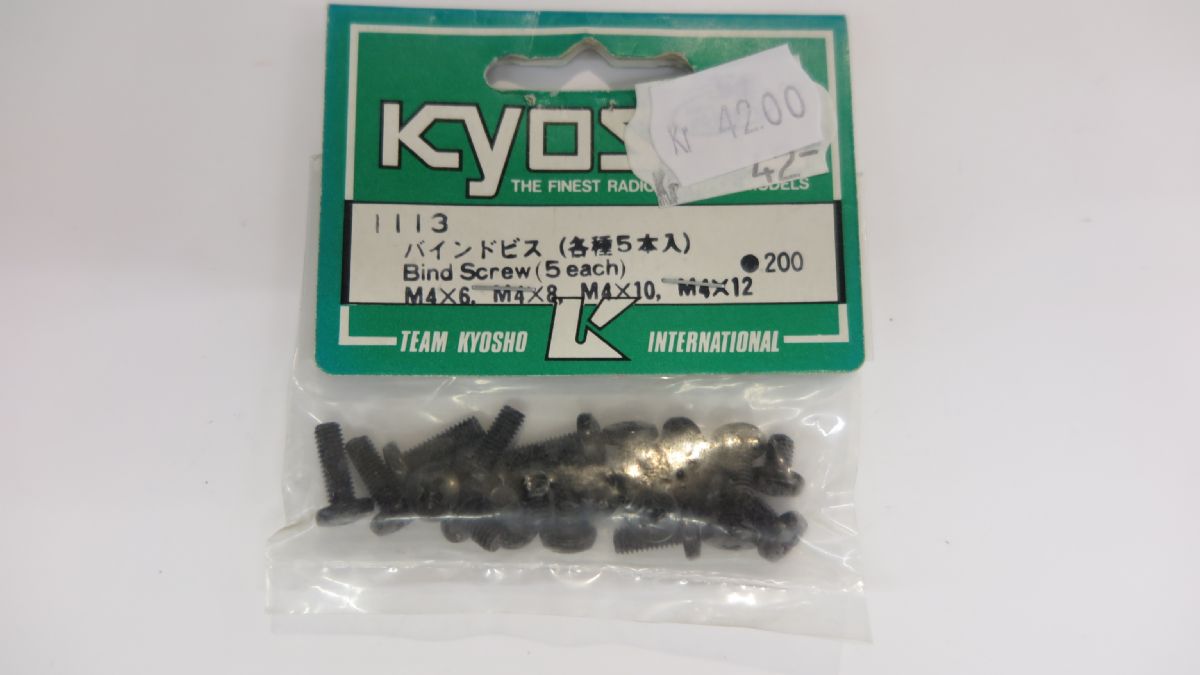 Kyos
Kr 42.00
42-
THE FINEST RADIO MODELS
1113
バインドビス (各種5本入)
Bind Screw (5 each) ●200
M4×6, M4×8, M4×10, M4×12
TEAM KYOSHO K INTERNATIONAL